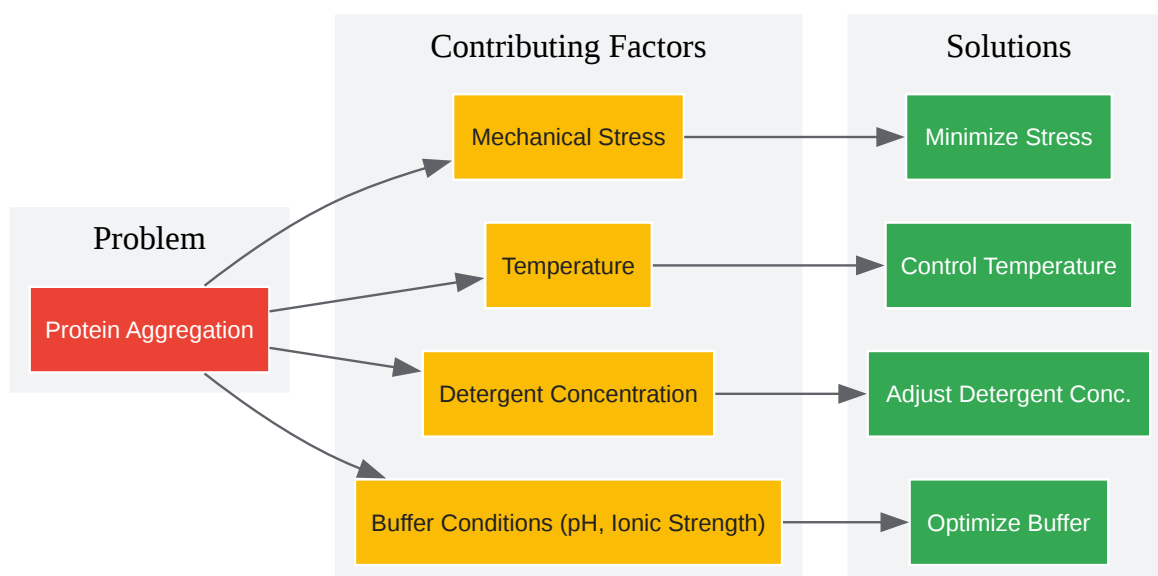 Problem
Protein Aggregation
Contributing Factors
Mechanical Stress
Temperature
Detergent Concentration
Buffer Conditions (pH, Ionic Strength)
Solutions
Minimize Stress
Control Temperature
Adjust Detergent Conc.
Optimize Buffer